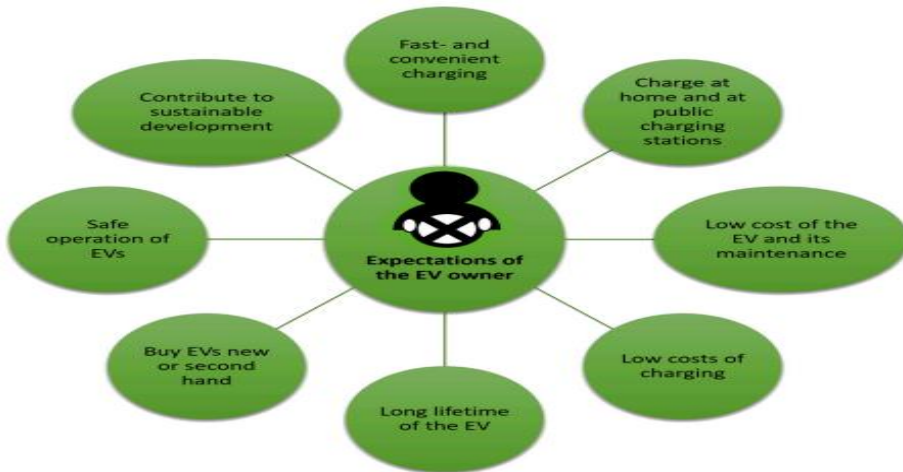 Fast- and
convenient
charging
Charge at
home and at
public
charging
stations
Low cost of the
EV and its
maintenance
Low costs of
charging
Long lifetime
of the EV
Buy EVs new
or second
hand
Safe
operation of
EVs
Contribute to
sustainable
development
Expectations of
the EV owner